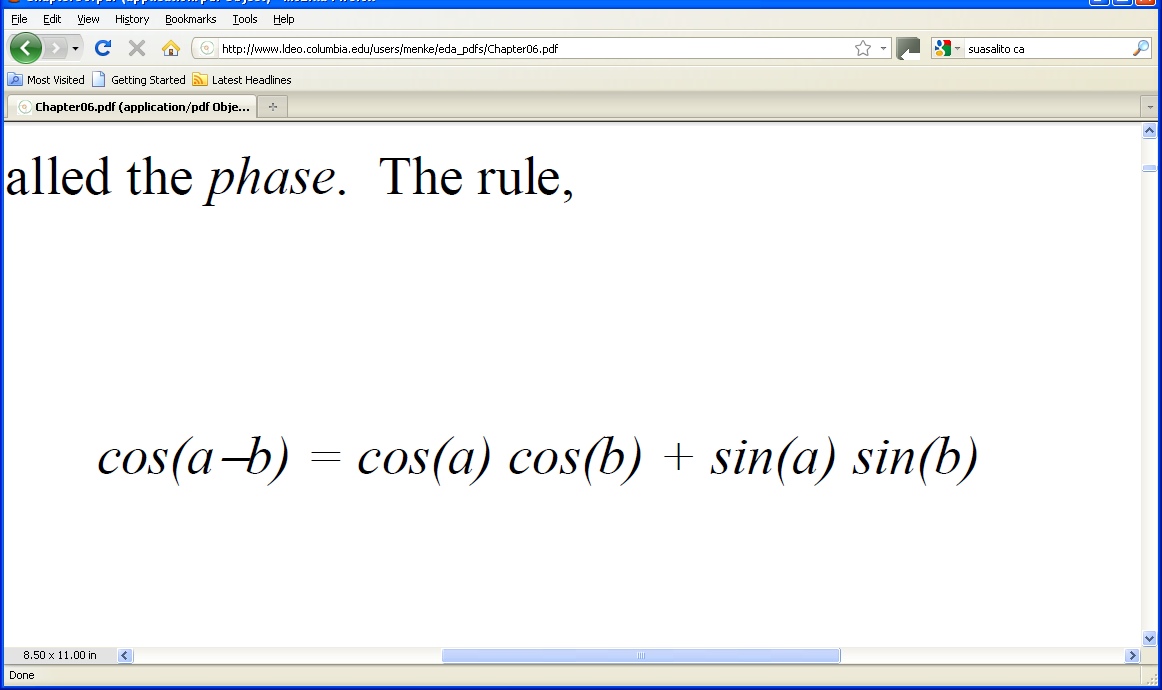 File Edit View History Bookmarks Tools Help
http://www.ldeo.columbia.edu/users/menke/eda_pdfs/Chapter06.pdf suasalito ca
Most Visited Getting Started Latest Headlines
Chapter06.pdf (application/pdf Obje...
alled the phase. The rule,
cos(a−b) = cos(a) cos(b) + sin(a) sin(b)
8.50 x 11.00 in
Done